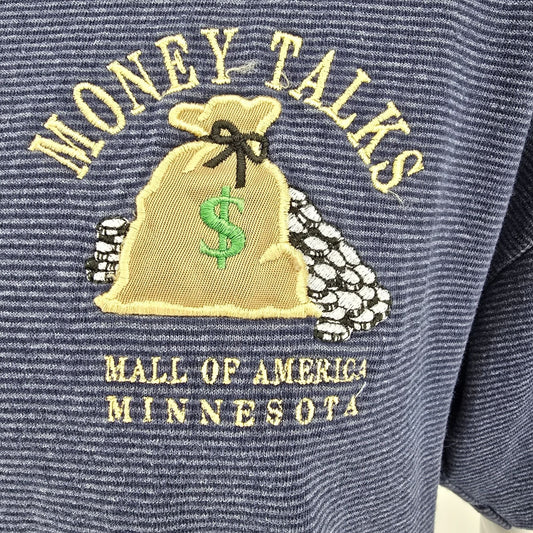 MONEY TALKS
$
MALL OF AMERICA
MINNESOTA